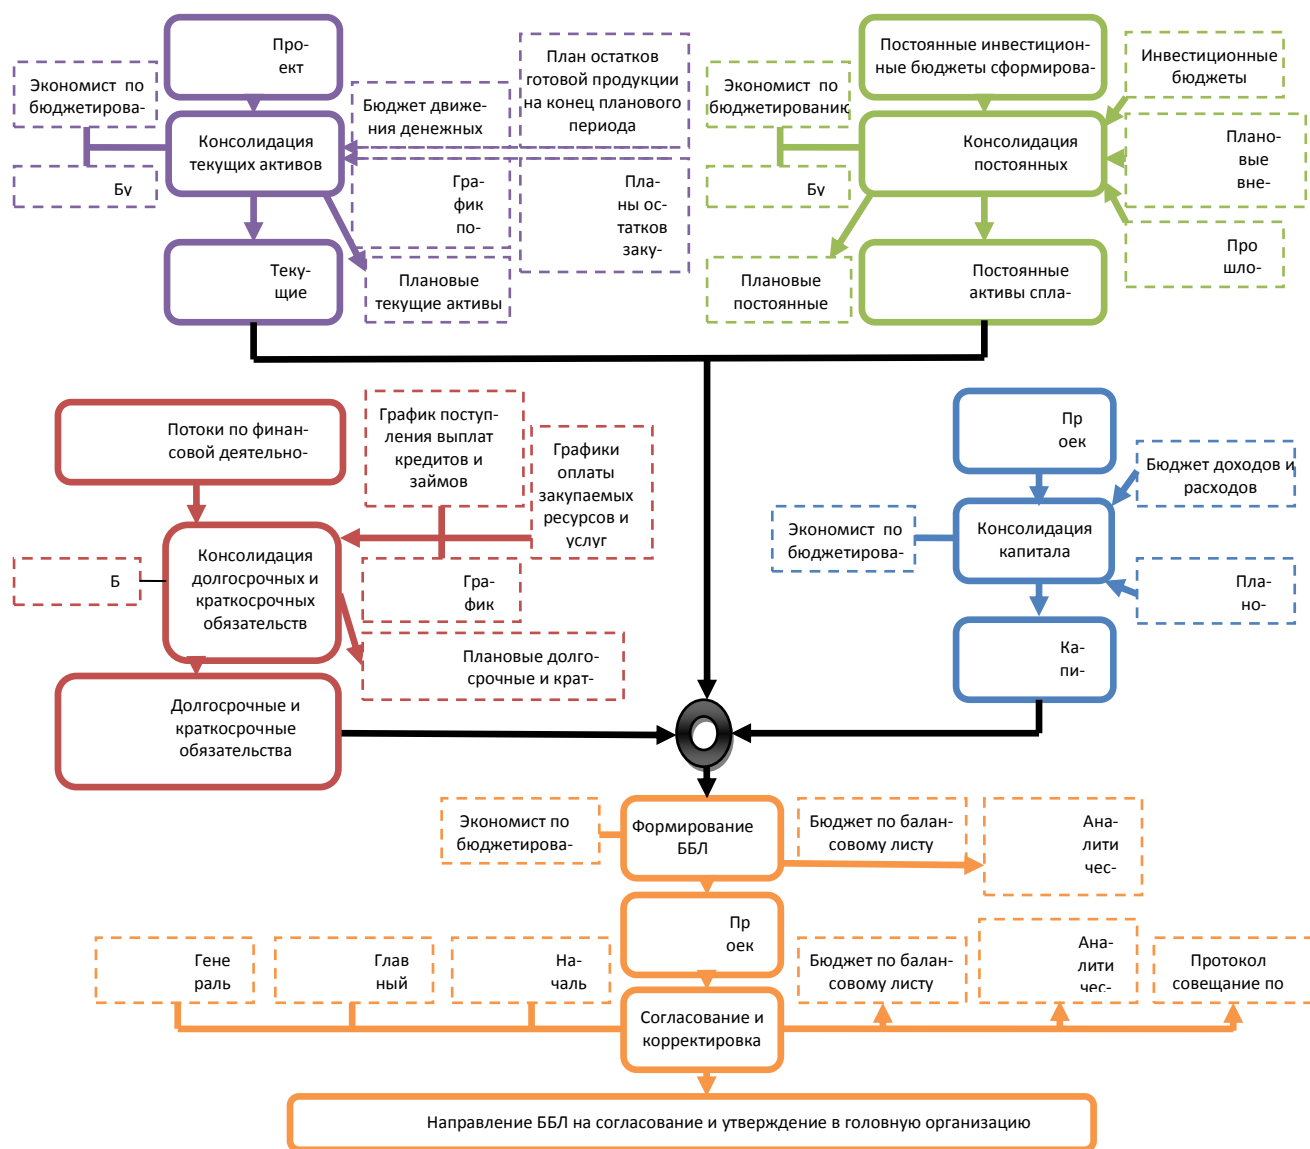 Про-
ект
Экономист по
бюджетирова-
Бюджет движе-
ения денежных
План остатков
готовой продукции
на конец планового
периода
Консолидация
текущих активов
Бу
Гра-
фик
по-
Пла-
ны ос-
татков
заку-
Теку-
щие
Плановые
текущие активы
Постоянные инвестицион-
ные бюджеты сформирова-
Экономист по
бюджетированию
Инвестиционные
бюджеты
Консолидация
постоянных
Плано-
вые
вне-
Бу
Про
шло-
Плановые
постоянные
Постоянные
активы спла-
Потоки по финан-
совой деятельно-
График поступ-
ления выплат
кредитов и
займов
Графики
оплаты
закупаемых
ресурсов и
услуг
Консолидация
долгосрочных и
краткосрочных
обязательств
Б
Гра-
фик
Плановые долго-
срочные и крат-
Долгосрочные и
краткосрочные
обязательства
Пр
оек
Бюджет доходов и
расходов
Экономист по
бюджетирова-
Консолидация
капитала
Пла-
но-
Ка-
пи-
Экономист по
бюджетирова-
Формирование
ББЛ
Бюджет по балан-
совому листу
Ана-
лити
чес-
Пр
оек
Гене
раль
Глав
ный
На-
чаль
Бюджет по балан-
совому листу
Ана-
лити
чес-
Протокол
совещание по
Согласование и
корректировка
Направление ББЛ на согласование и утверждение в головную организацию